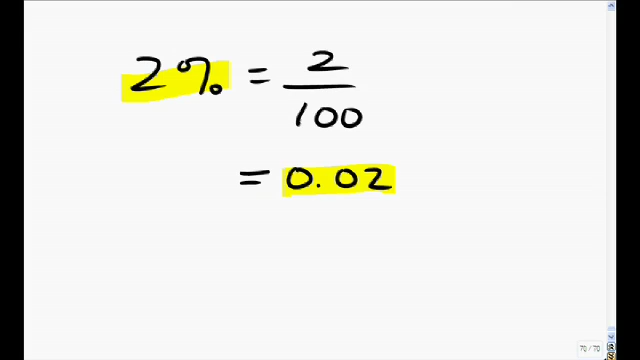 2% = 2/100
= 0.02
70 / 70